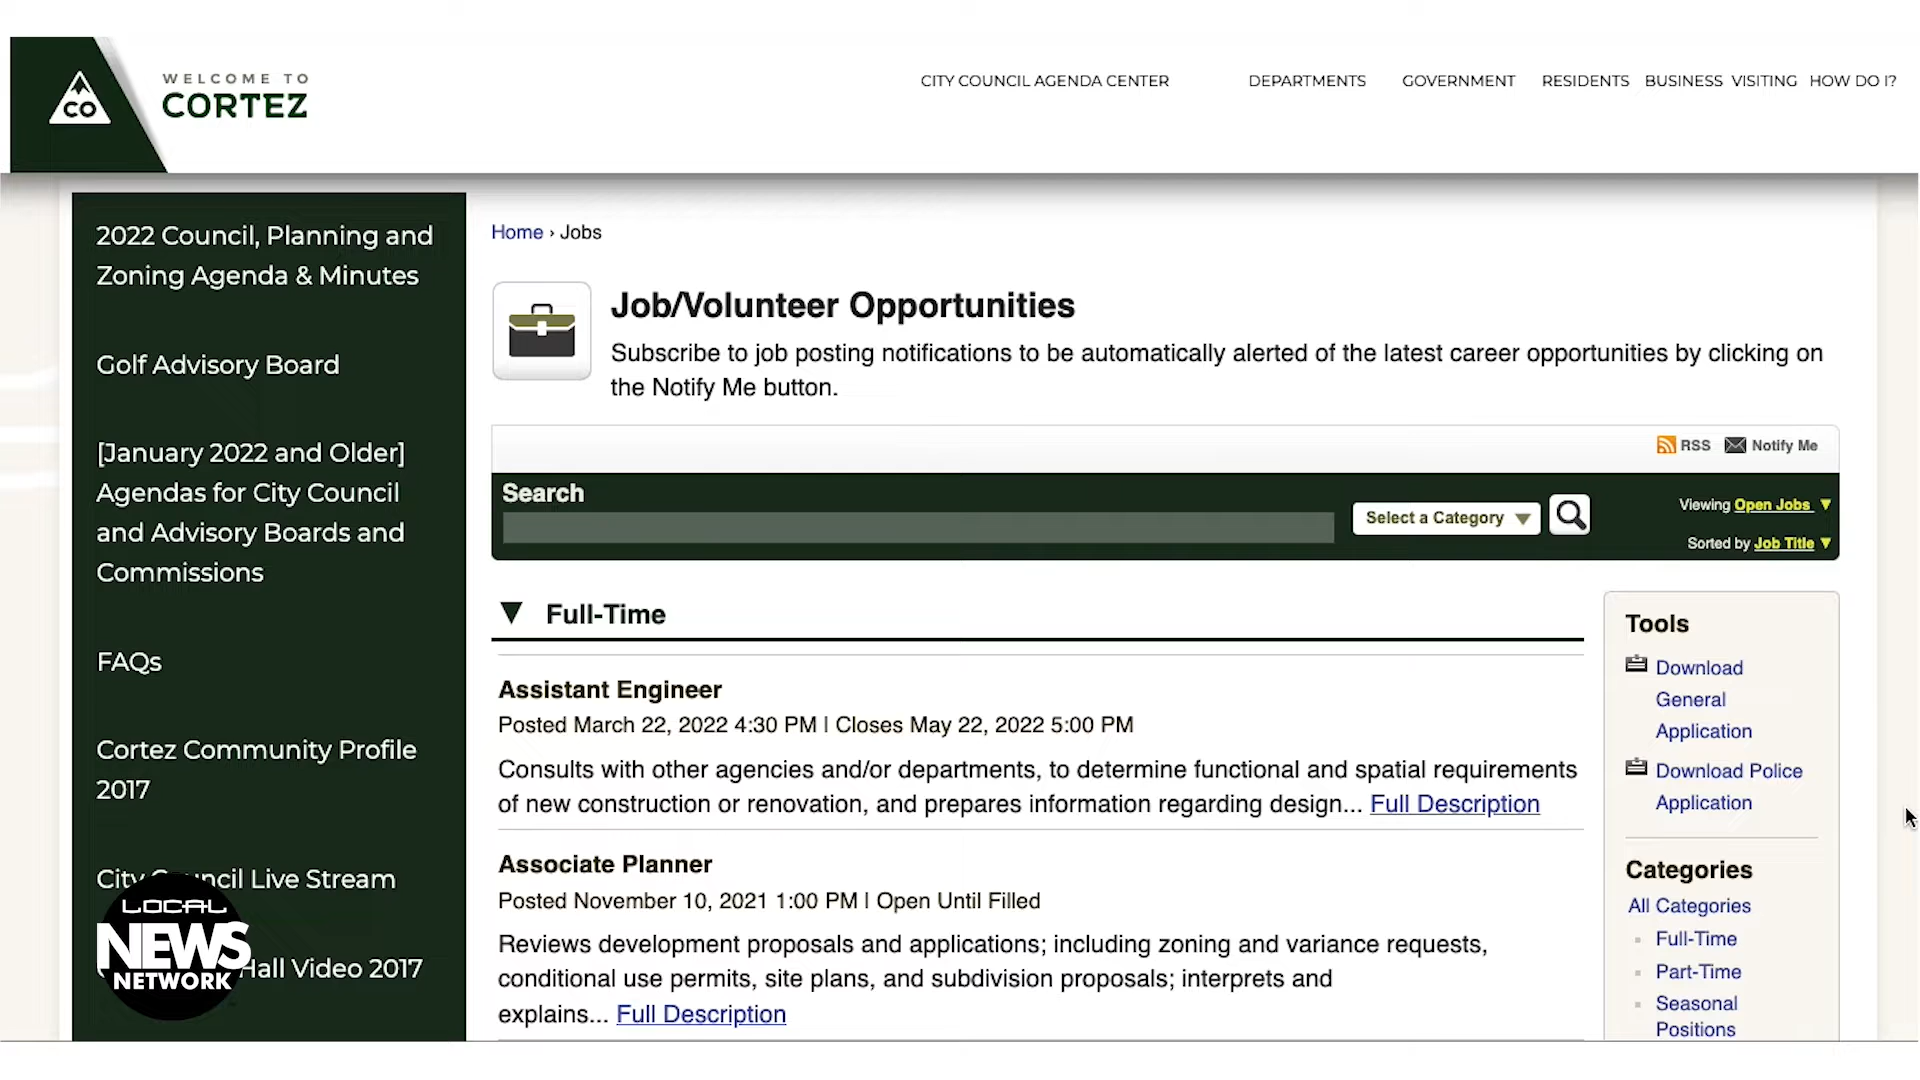 CO
WELCOME TO
CORTEZ
CITY COUNCIL AGENDA CENTER DEPARTMENTS GOVERNMENT RESIDENTS BUSINESS VISITING HOW DO I?
2022 Council, Planning and
Zoning Agenda & Minutes
Golf Advisory Board
[January 2022 and Older]
Agendas for City Council
and Advisory Boards and
Commissions
FAQs
Cortez Community Profile
2017
City Council Live Stream
Hall Video 2017
LOCAL
NEWS
NETWORK
Home › Jobs
Job/Volunteer Opportunities
Subscribe to job posting notifications to be automatically alerted of the latest career opportunities by clicking on
the Notify Me button.
RSS Notify Me
Search
Select a Category
Viewing Open Jobs
Sorted by Job Title
Full-Time
Assistant Engineer
Posted March 22, 2022 4:30 PM | Closes May 22, 2022 5:00 PM
Consults with other agencies and/or departments, to determine functional and spatial requirements
of new construction or renovation, and prepares information regarding design... Full Description
Associate Planner
Posted November 10, 2021 1:00 PM | Open Until Filled
Reviews development proposals and applications; including zoning and variance requests,
conditional use permits, site plans, and subdivision proposals; interprets and
explains... Full Description
Tools
Download
General
Application
Download Police
Application
Categories
All Categories
Full-Time
Part-Time
Seasonal
Positions